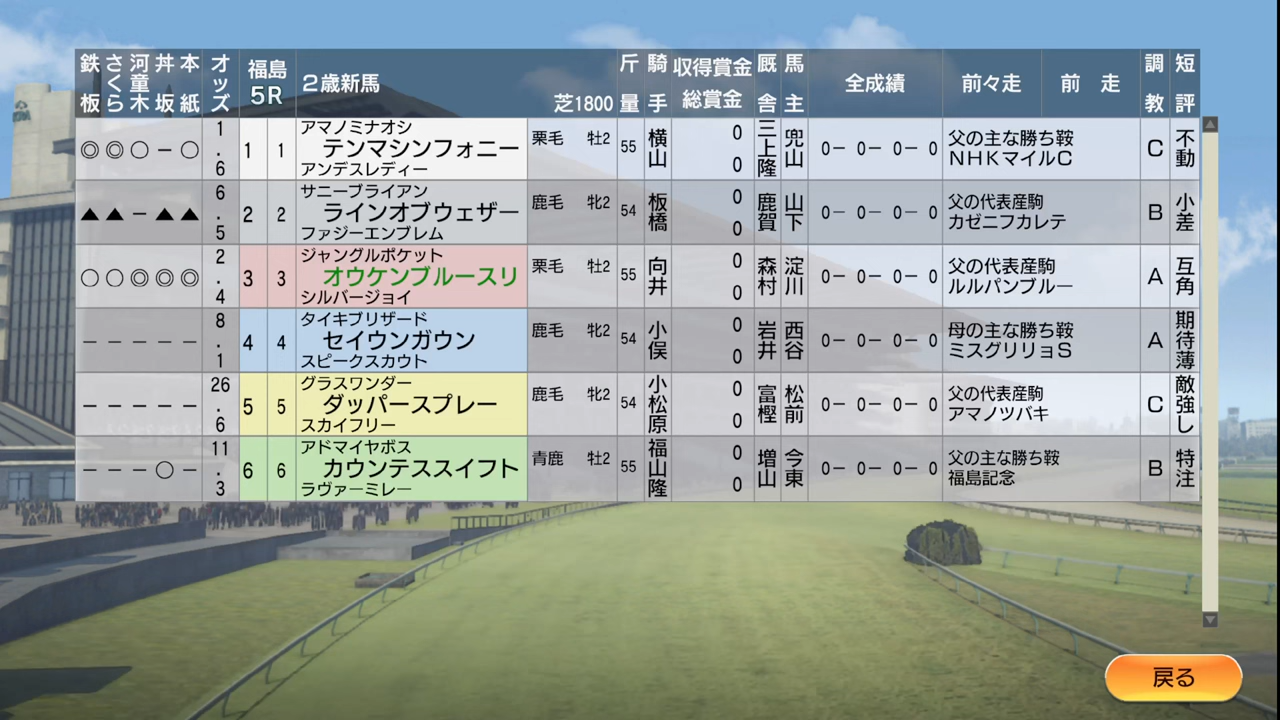 鉄板 さくら 河童木 井坂 本紙 オッズ 福島 5R 2歳新馬 芝1800 斤量 騎手 収得賞金 総賞金 厩舎 馬主 全成績 前々走 前 走 調教 短評
◎ ◎ ○ − ○ 1.6 1 1 アマノミナオシ
テンマシンフォニー
アンデスレディー
栗毛 牡2 55 横山 0 0 三上隆 兜山 0− 0− 0− 0 父の主な勝ち鞍
NHKマイルC
C 不動
▲ ▲ − ▲ ▲ 6.5 2 2 サニーブライアン
ラインオブウェザー
ファジーエンブレム
鹿毛 牝2 54 板橋 0 0 鹿賀 山下 0− 0− 0− 0 父の代表産駒
カゼニフカレテ
B 小差
○ ○ ◎ ◎ ◎ 2.4 3 3 ジャングルポケット
オウケンブルースリ
シルバージョイ
栗毛 牡2 55 向井 0 0 森村 淀川 0− 0− 0− 0 父の代表産駒
ルルパンブルー
A 互角
− − − − − 8.1 4 4 タイキブリザード
セイウンガウン
スピークスカウト
鹿毛 牝2 54 小俣 0 0 岩井 西谷 0− 0− 0− 0 母の主な勝ち鞍
ミスグリリョS
A 期待薄
− − − − − 26.6 5 5 グラスワンダー
ダッパースプレー
スカイフリー
鹿毛 牝2 54 小松原 0 0 富樫 松前 0− 0− 0− 0 父の代表産駒
アマノツバキ
C 敵強し
− − − ○ − 11.3 6 6 アドマイヤボス
カウンテススイフト
ラヴァーミレー
青鹿 牡2 55 福山隆 0 0 増山 今東 0− 0− 0− 0 父の主な勝ち鞍
福島記念
B 特注
戻る